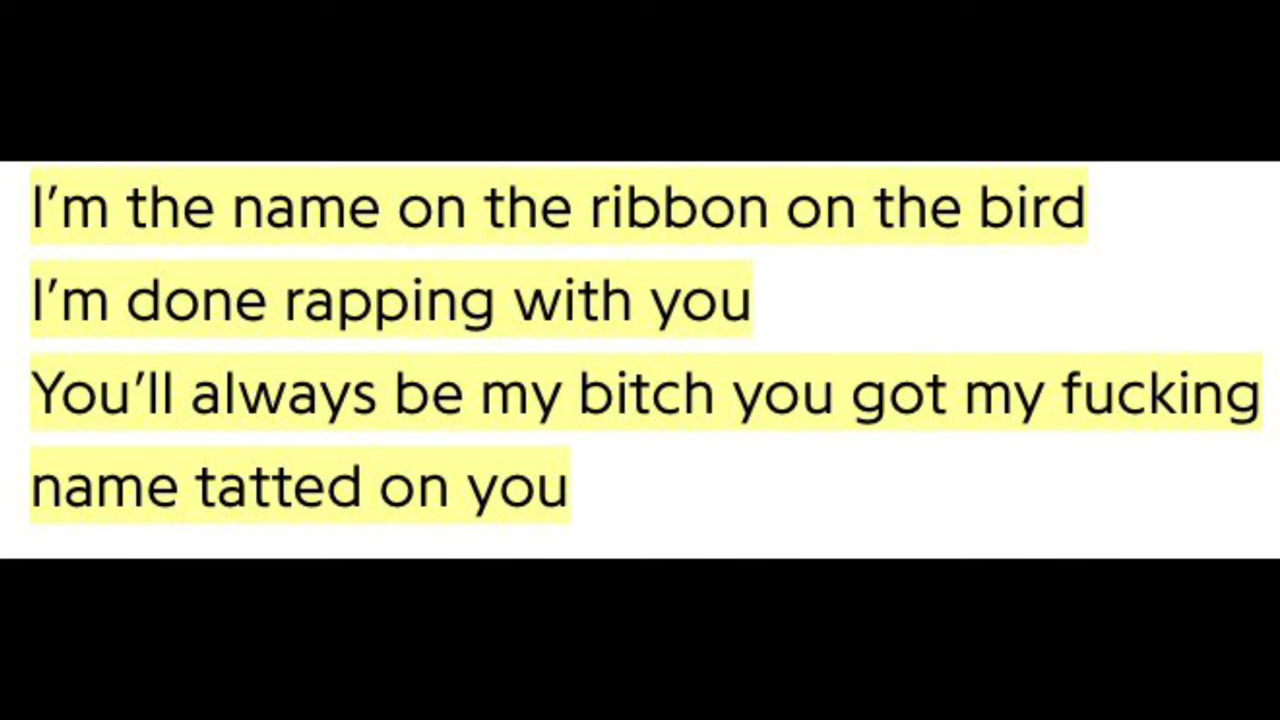 I’m the name on the ribbon on the bird
I’m done rapping with you
You’ll always be my bitch you got my fucking
name tatted on you